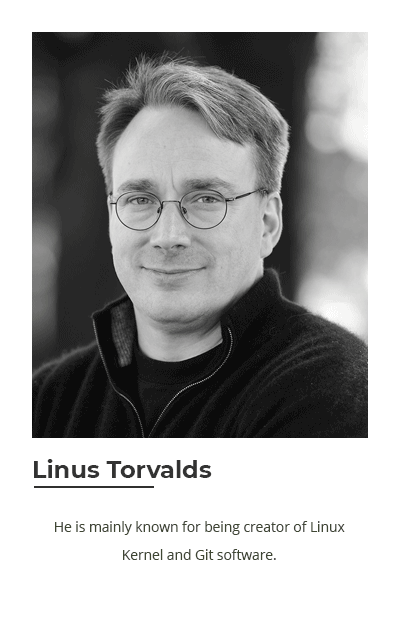 Linus Torvalds
He is mainly known for being creator of Linux
Kernel and Git software.